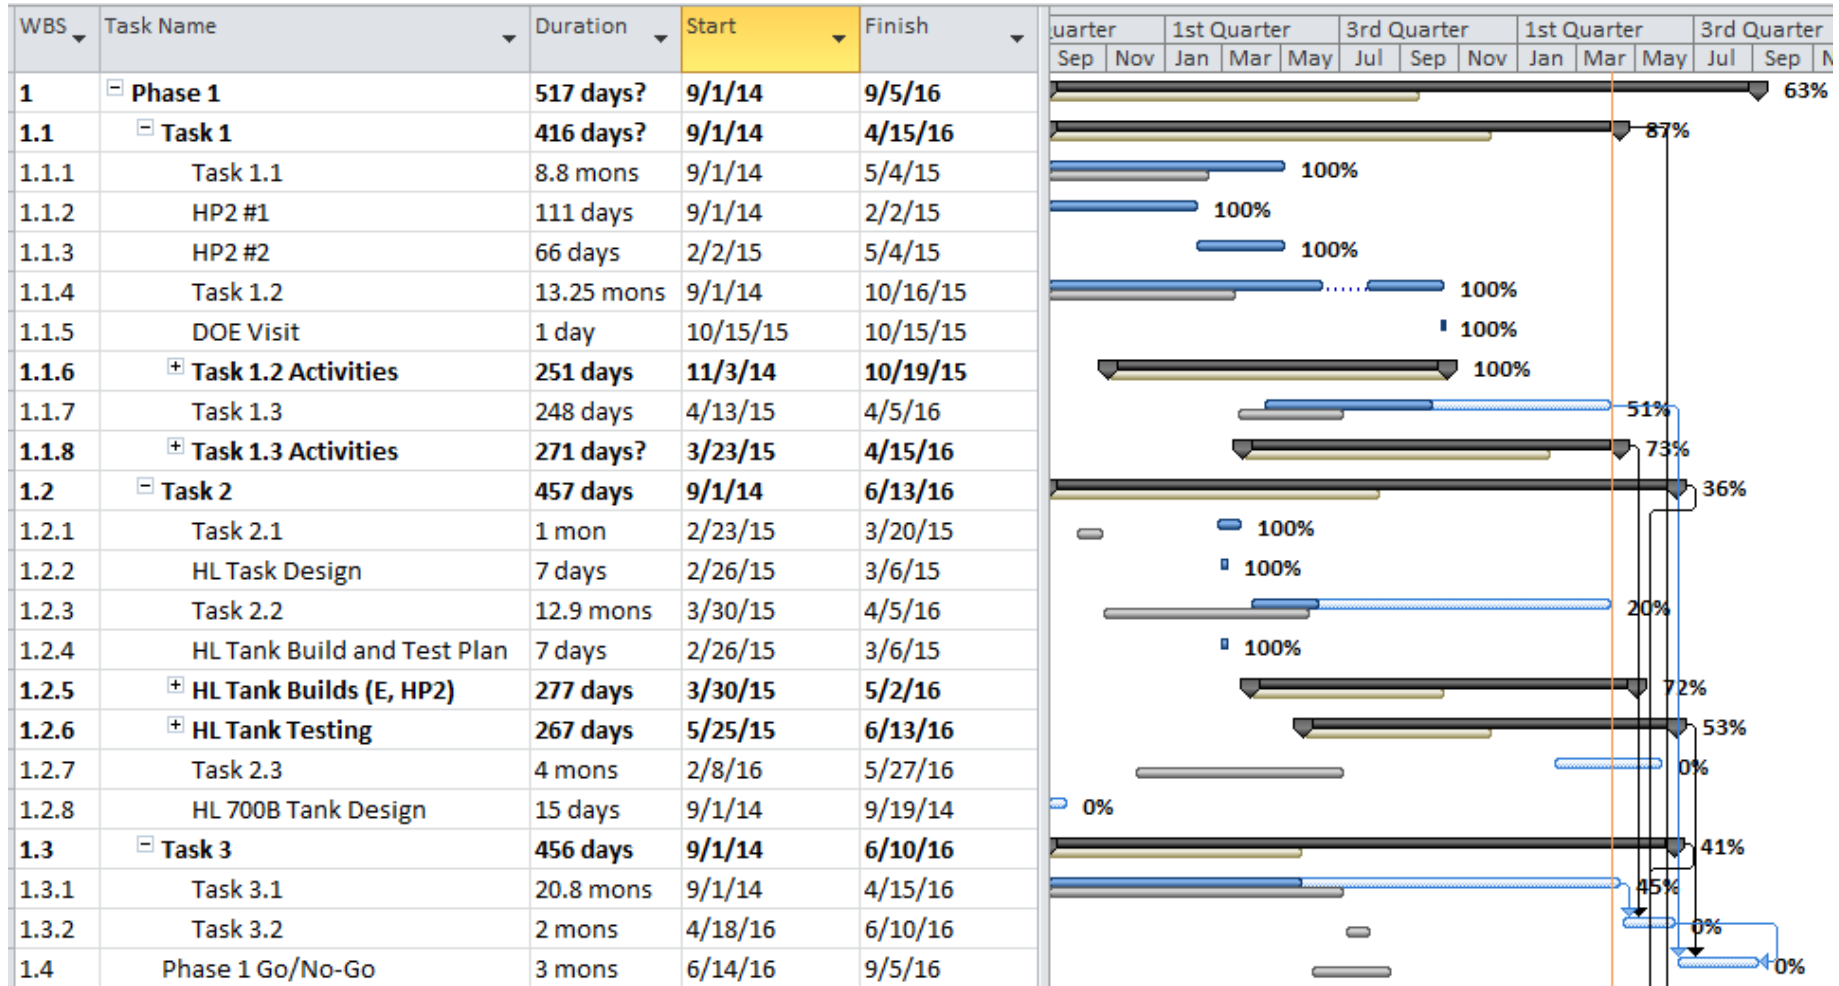 WBS Task Name Duration Start Finish
uarter 1st Quarter 3rd Quarter 1st Quarter 3rd Quarter
Sep Nov Jan Mar May Jul Sep Nov Jan Mar May Jul Sep N
1 Phase 1 517 days? 9/1/14 9/5/16 63%
1.1 Task 1 416 days? 9/1/14 4/15/16 87%
1.1.1 Task 1.1 8.8 mons 9/1/14 5/4/15 100%
1.1.2 HP2 #1 111 days 9/1/14 2/2/15 100%
1.1.3 HP2 #2 66 days 2/2/15 5/4/15 100%
1.1.4 Task 1.2 13.25 mons 9/1/14 10/16/15 100%
1.1.5 DOE Visit 1 day 10/15/15 10/15/15 100%
1.1.6 Task 1.2 Activities 251 days 11/3/14 10/19/15 100%
1.1.7 Task 1.3 248 days 4/13/15 4/5/16 51%
1.1.8 Task 1.3 Activities 271 days? 3/23/15 4/15/16 73%
1.2 Task 2 457 days 9/1/14 6/13/16 36%
1.2.1 Task 2.1 1 mon 2/23/15 3/20/15 100%
1.2.2 HL Task Design 7 days 2/26/15 3/6/15 100%
1.2.3 Task 2.2 12.9 mons 3/30/15 4/5/16 20%
1.2.4 HL Tank Build and Test Plan 7 days 2/26/15 3/6/15 100%
1.2.5 HL Tank Builds (E, HP2) 277 days 3/30/15 5/2/16 72%
1.2.6 HL Tank Testing 267 days 5/25/15 6/13/16 53%
1.2.7 Task 2.3 4 mons 2/8/16 5/27/16 0%
1.2.8 HL 700B Tank Design 15 days 9/1/14 9/19/14 0%
1.3 Task 3 456 days 9/1/14 6/10/16 41%
1.3.1 Task 3.1 20.8 mons 9/1/14 4/15/16 45%
1.3.2 Task 3.2 2 mons 4/18/16 6/10/16 0%
1.4 Phase 1 Go/No-Go 3 mons 6/14/16 9/5/16 0%